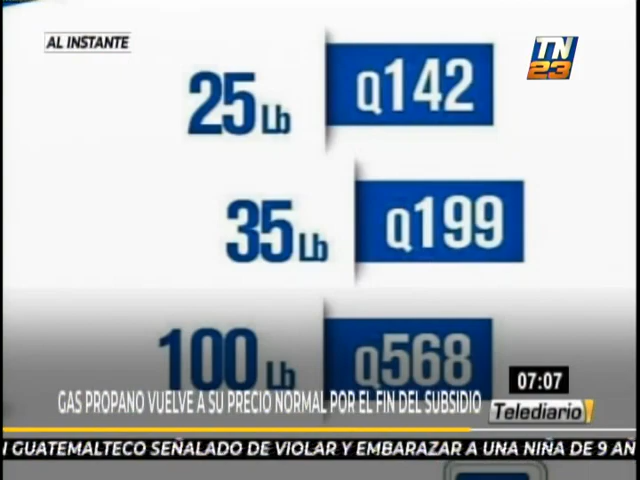 AL INSTANTE
TN
23
25 Lb
Q142
35 Lb
Q199
100 Lb
Q568
07:07
GAS PROPANO VUELVE A SU PRECIO NORMAL POR EL FIN DEL SUBSIDIO
Telediario
GUATEMALTECO SEÑALADO DE VIOLAR Y EMBARAZAR A UNA NIÑA DE 9